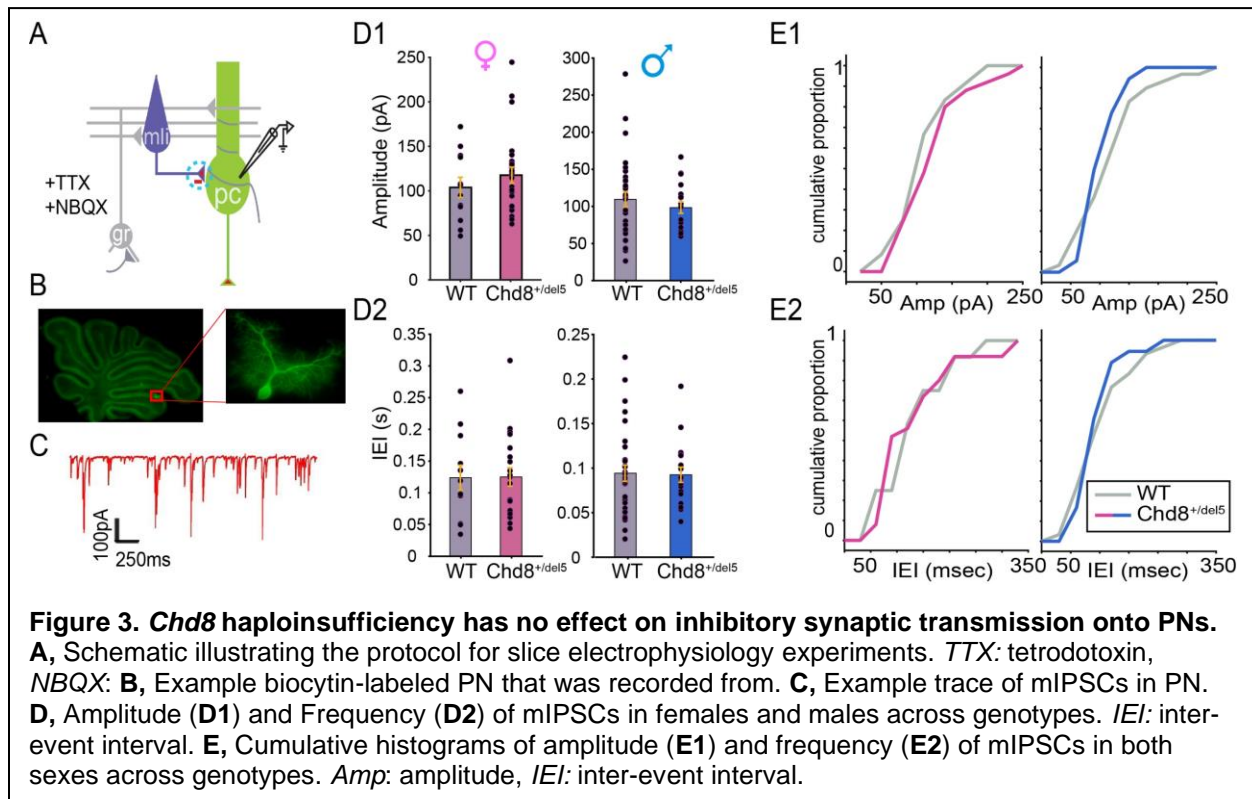 A
mli
pc
+TTX
+NBQX
gr
B
C
100pA
250ms
D1
♀
♂
Amplitude (pA)
250
200
150
100
50
0
WT Chd8+/del5
300
250
200
150
100
50
0
WT Chd8+/del5
D2
IEI (s)
0.35
0.3
0.25
0.2
0.15
0.1
0.05
0
WT Chd8+/del5
0.25
0.2
0.15
0.1
0.05
0
WT Chd8+/del5
E1
cumulative proportion
1
0
50 Amp (pA) 250
cumulative proportion
1
0
50 Amp (pA) 250
E2
cumulative proportion
1
0
50 IEI (msec) 350
cumulative proportion
1
0
50 IEI (msec) 350
WT
Chd8+/del5
Figure 3. Chd8 haploinsufficiency has no effect on inhibitory synaptic transmission onto PNs.
A, Schematic illustrating the protocol for slice electrophysiology experiments. TTX: tetrodotoxin,
NBQX: B, Example biocytin-labeled PN that was recorded from. C, Example trace of mIPSCs in PN.
D, Amplitude (D1) and Frequency (D2) of mIPSCs in females and males across genotypes. IEI: inter-
event interval. E, Cumulative histograms of amplitude (E1) and frequency (E2) of mIPSCs in both
sexes across genotypes. Amp: amplitude, IEI: inter-event interval.